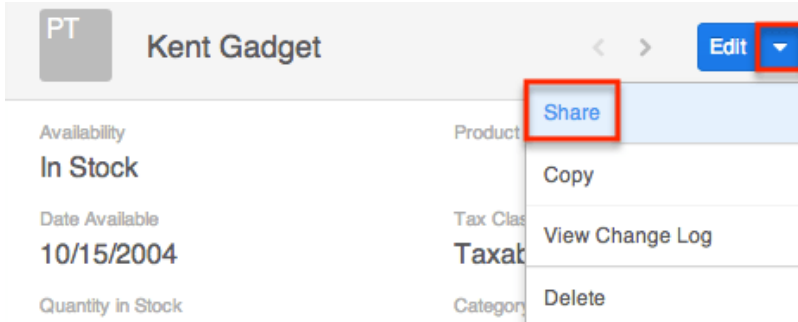 PT
Kent Gadget
Edit
Share
Availability
Product
In Stock
Copy
Date Available
Tax Clas
View Change Log
10/15/2004
Taxab
Quantity in Stock
Category
Delete